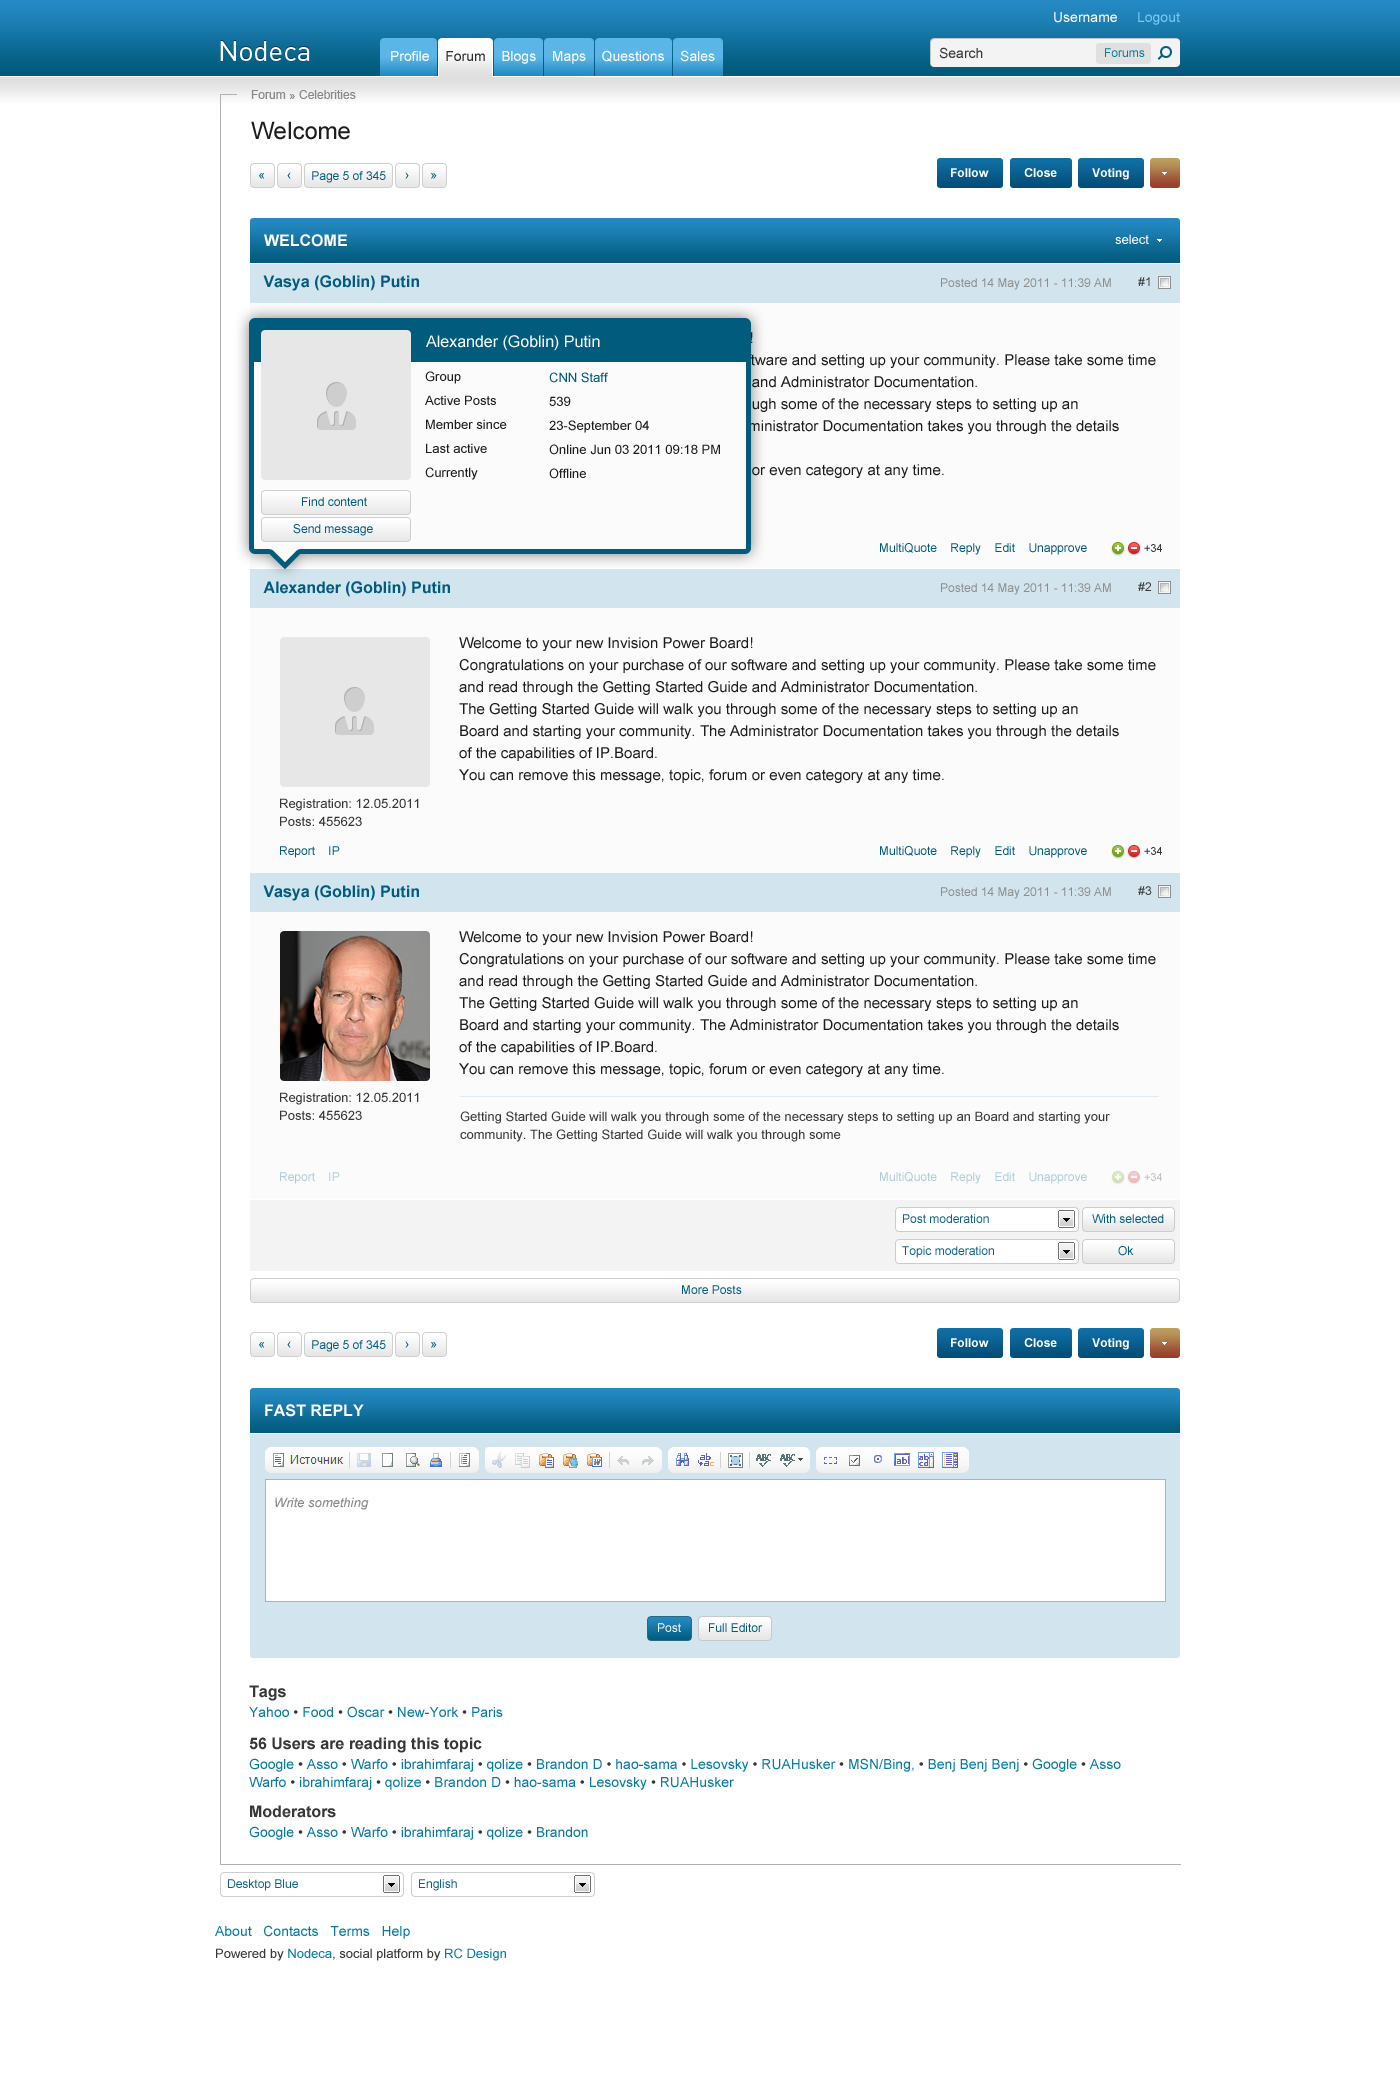 Username Logout
Nodeca
Profile Forum Blogs Maps Questions Sales
Search Forums
Forum » Celebrities
Welcome
« ‹ Page 5 of 345 › »
Follow Close Voting
WELCOME select
Vasya (Goblin) Putin Posted 14 May 2011 - 11:39 AM #1
Alexander (Goblin) Putin
Group CNN Staff
Active Posts 539
Member since 23-September 04
Last active Online Jun 03 2011 09:18 PM
Currently Offline
Find content
Send message
!
tware and setting up your community. Please take some time
and Administrator Documentation.
ugh some of the necessary steps to setting up an
ministrator Documentation takes you through the details
or even category at any time.
MultiQuote Reply Edit Unapprove +34
Alexander (Goblin) Putin Posted 14 May 2011 - 11:39 AM #2
Welcome to your new Invision Power Board!
Congratulations on your purchase of our software and setting up your community. Please take some time
and read through the Getting Started Guide and Administrator Documentation.
The Getting Started Guide will walk you through some of the necessary steps to setting up an
Board and starting your community. The Administrator Documentation takes you through the details
of the capabilities of IP.Board.
You can remove this message, topic, forum or even category at any time.
Registration: 12.05.2011
Posts: 455623
Report IP MultiQuote Reply Edit Unapprove +34
Vasya (Goblin) Putin Posted 14 May 2011 - 11:39 AM #3
Welcome to your new Invision Power Board!
Congratulations on your purchase of our software and setting up your community. Please take some time
and read through the Getting Started Guide and Administrator Documentation.
The Getting Started Guide will walk you through some of the necessary steps to setting up an
Board and starting your community. The Administrator Documentation takes you through the details
of the capabilities of IP.Board.
You can remove this message, topic, forum or even category at any time.
Registration: 12.05.2011
Posts: 455623
Getting Started Guide will walk you through some of the necessary steps to setting up an Board and starting your
community. The Getting Started Guide will walk you through some
Report IP MultiQuote Reply Edit Unapprove +34
Post moderation With selected
Topic moderation Ok
More Posts
« ‹ Page 5 of 345 › »
Follow Close Voting
FAST REPLY
Источник
Write something
Post Full Editor
Tags
Yahoo • Food • Oscar • New-York • Paris
56 Users are reading this topic
Google • Asso • Warfo • ibrahimfaraj • qolize • Brandon D • hao-sama • Lesovsky • RUAHusker • MSN/Bing, • Benj Benj Benj • Google • Asso
Warfo • ibrahimfaraj • qolize • Brandon D • hao-sama • Lesovsky • RUAHusker
Moderators
Google • Asso • Warfo • ibrahimfaraj • qolize • Brandon
Desktop Blue English
About Contacts Terms Help
Powered by Nodeca, social platform by RC Design